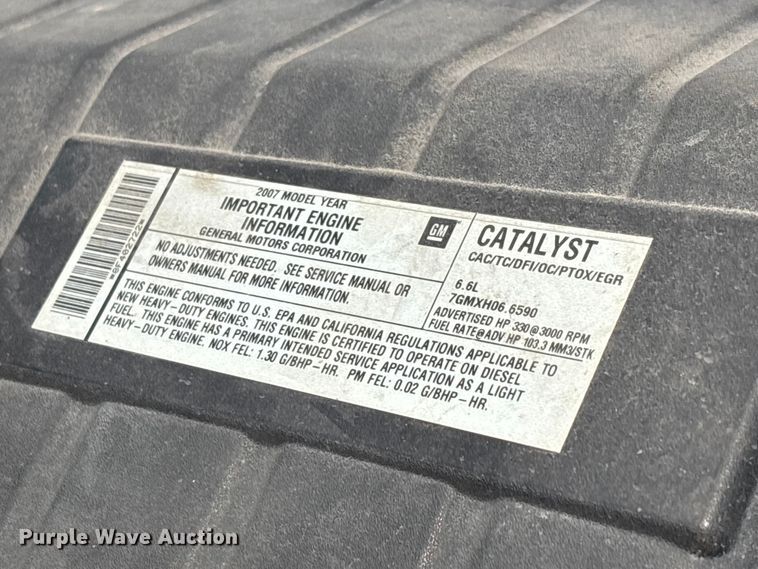 *8FA02722*
2007 MODEL YEAR
IMPORTANT ENGINE
INFORMATION
GENERAL MOTORS CORPORATION
GM
NO ADJUSTMENTS NEEDED. SEE SERVICE MANUAL OR
OWNERS MANUAL FOR MORE INFORMATION.
CATALYST
CAC/TC/DFI/OC/PTOX/EGR
6.6L
7GMXH06.6590
ADVERTISED HP 330@3000 RPM
FUEL RATE@ADV HP 103.3 MM3/STK
THIS ENGINE CONFORMS TO U.S. EPA AND CALIFORNIA REGULATIONS APPLICABLE TO
NEW HEAVY-DUTY ENGINES. THIS ENGINE IS CERTIFIED TO OPERATE ON DIESEL
FUEL. THIS ENGINE HAS A PRIMARY INTENDED SERVICE APPLICATION AS A LIGHT
HEAVY-DUTY ENGINE. NOX FEL: 1.30 G/BHP-HR. PM FEL: 0.02 G/BHP-HR.
Purple Wave Auction